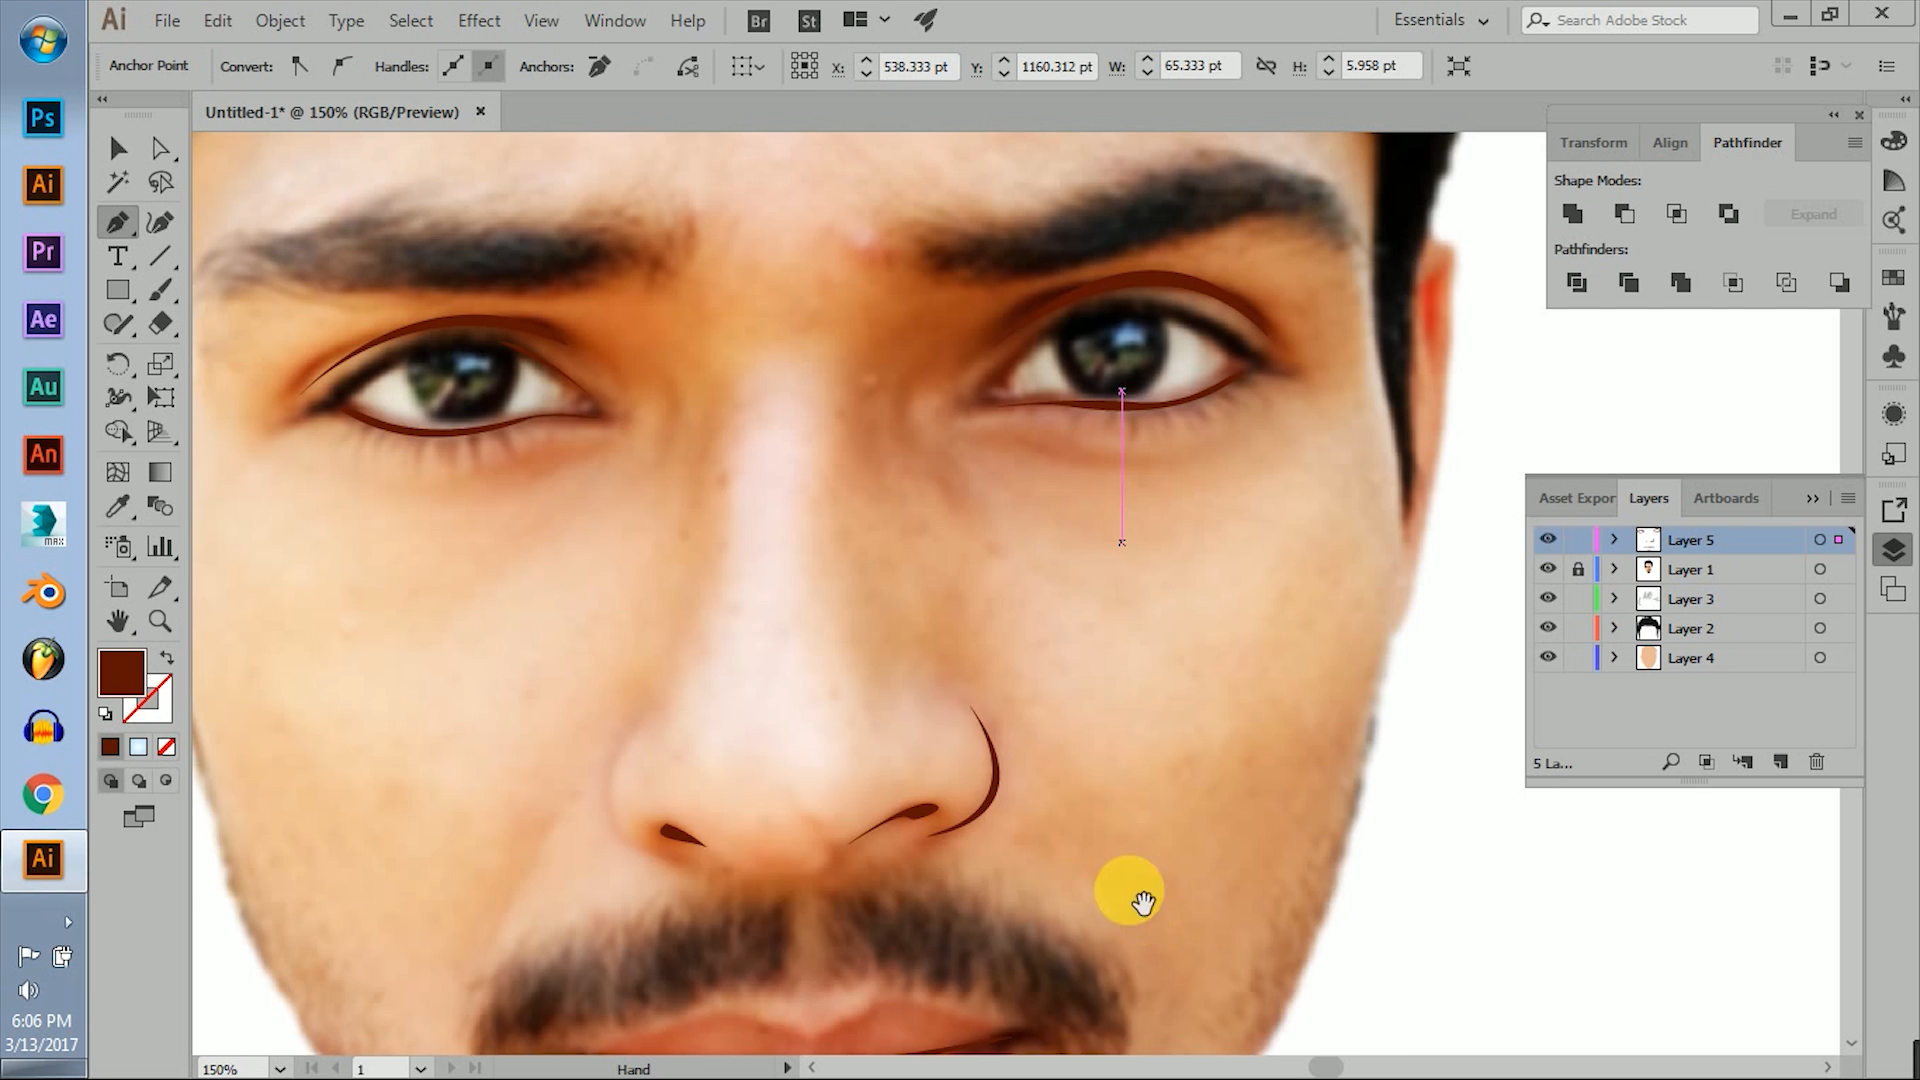 Ai File Edit Object Type Select Effect View Window Help Br St Essentials Search Adobe Stock
Anchor Point Convert: Handles: Anchors: X: 538.333 pt Y: 1160.312 pt W: 65.333 pt H: 5.958 pt
Untitled-1* @ 150% (RGB/Preview)
Ps
Ai
Pr
Ae
Au
An
MAX
Ai
6:06 PM
3/13/2017
T
Transform Align Pathfinder
Shape Modes:
Expand
Pathfinders:
Asset Expor Layers Artboards
Layer 5
Layer 1
Layer 3
Layer 2
Layer 4
5 La...
150% 1 Hand